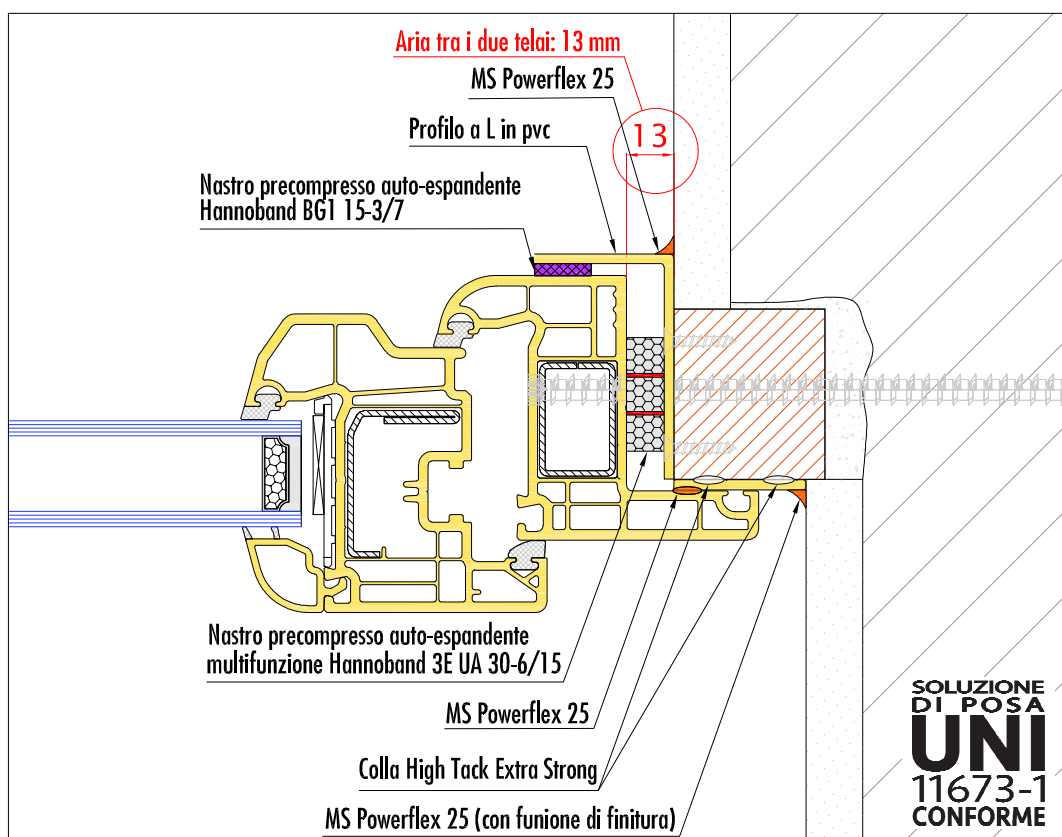 Aria tra i due telai: 13 mm
MS Powerflex 25
13
Profilo a L in pvc
Nastro precompresso auto-espandente
Hannoband BG1 15-3/7
Nastro precompresso auto-espandente
multifunzione Hannoband 3E UA 30-6/15
MS Powerflex 25
Colla High Tack Extra Strong
MS Powerflex 25 (con funione di finitura)
SOLUZIONE
DI POSA
UNI
11673-1
CONFORME